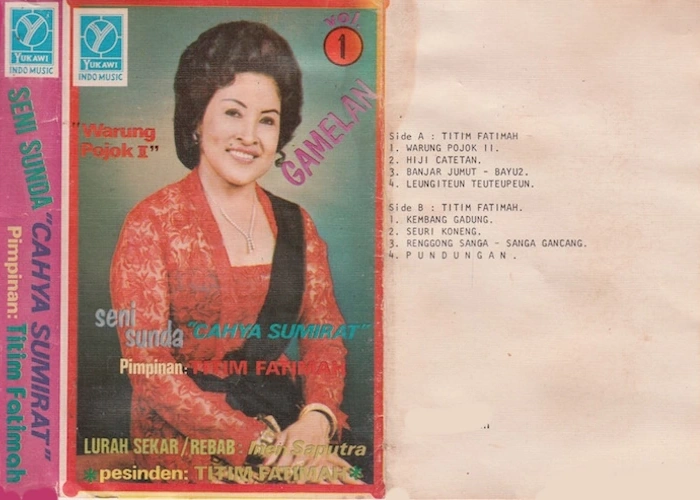 YUKAWI
INDO MUSIC
SENI SUNDA "CAHYA SUMIRAT"
Pimpinan: Titim Fatimah
YUKAWI
INDO MUSIC
VOL.
1
"Warung
Pojok II"
GAMELAN
seni
sunda "CAHYA SUMIRAT"
Pimpinan: TITIM FATIMAH
LURAH SEKAR/REBAB: Saputra
*pesinden: TITIM FATIMAH*
Side A : TITIM FATIMAH
1. WARUNG POJOK II.
2. HIJI CATETAN.
3. BANJAR JUMUT - BAYU2.
4. LEUNGITEUN TEUTEUPEUN.
Side B : TITIM FATIMAH.
1. KEMBANG GADUNG.
2. SEURI KONENG.
3. RENGGONG SANGA - SANGA GANCANG.
4. P U N D U N G A N .